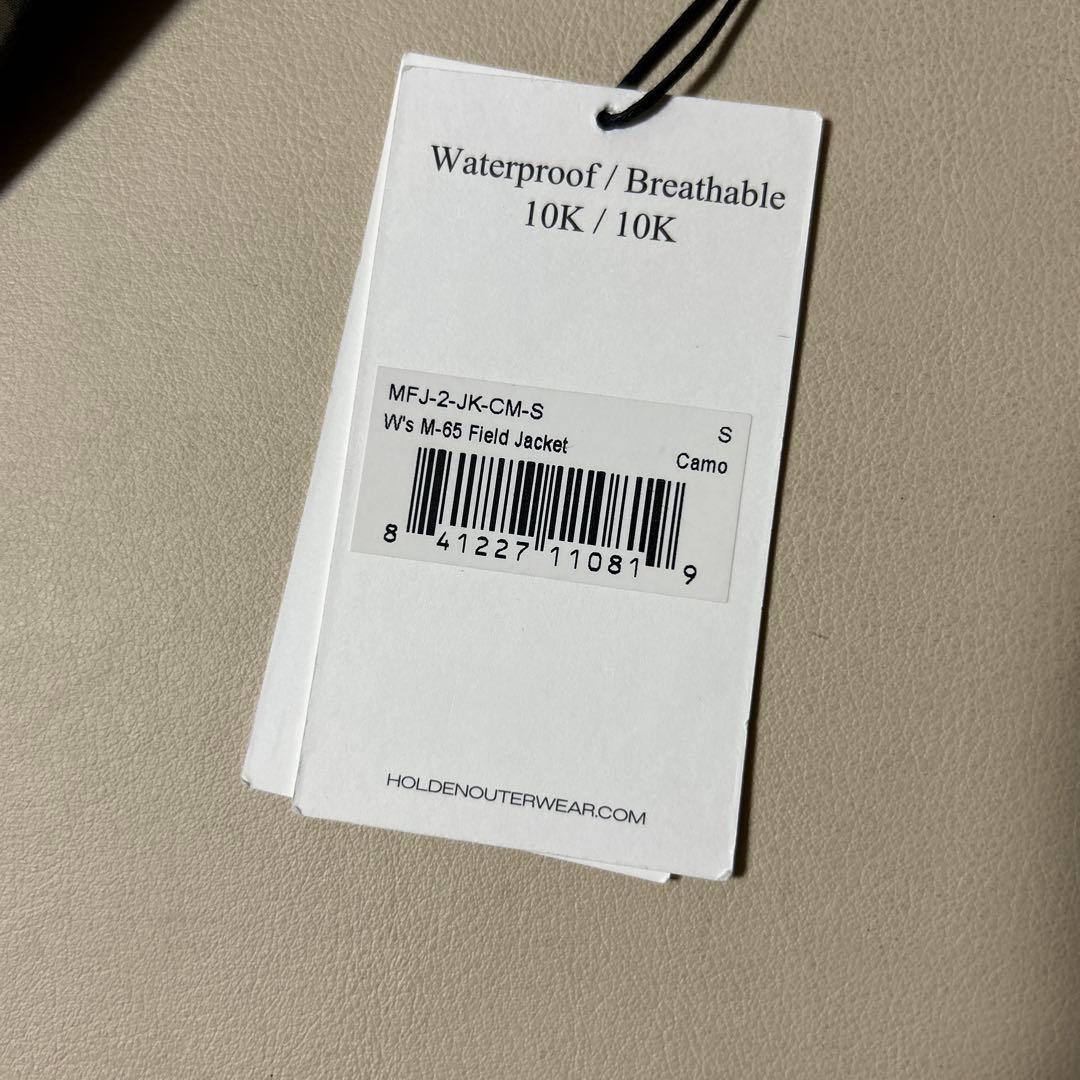 Waterproof / Breathable
10K / 10K
MFJ-2-JK-CM-S
S
W's M-65 Field Jacket
Camo
8 41227 11081 9
HOLDENOUTERWEAR.COM